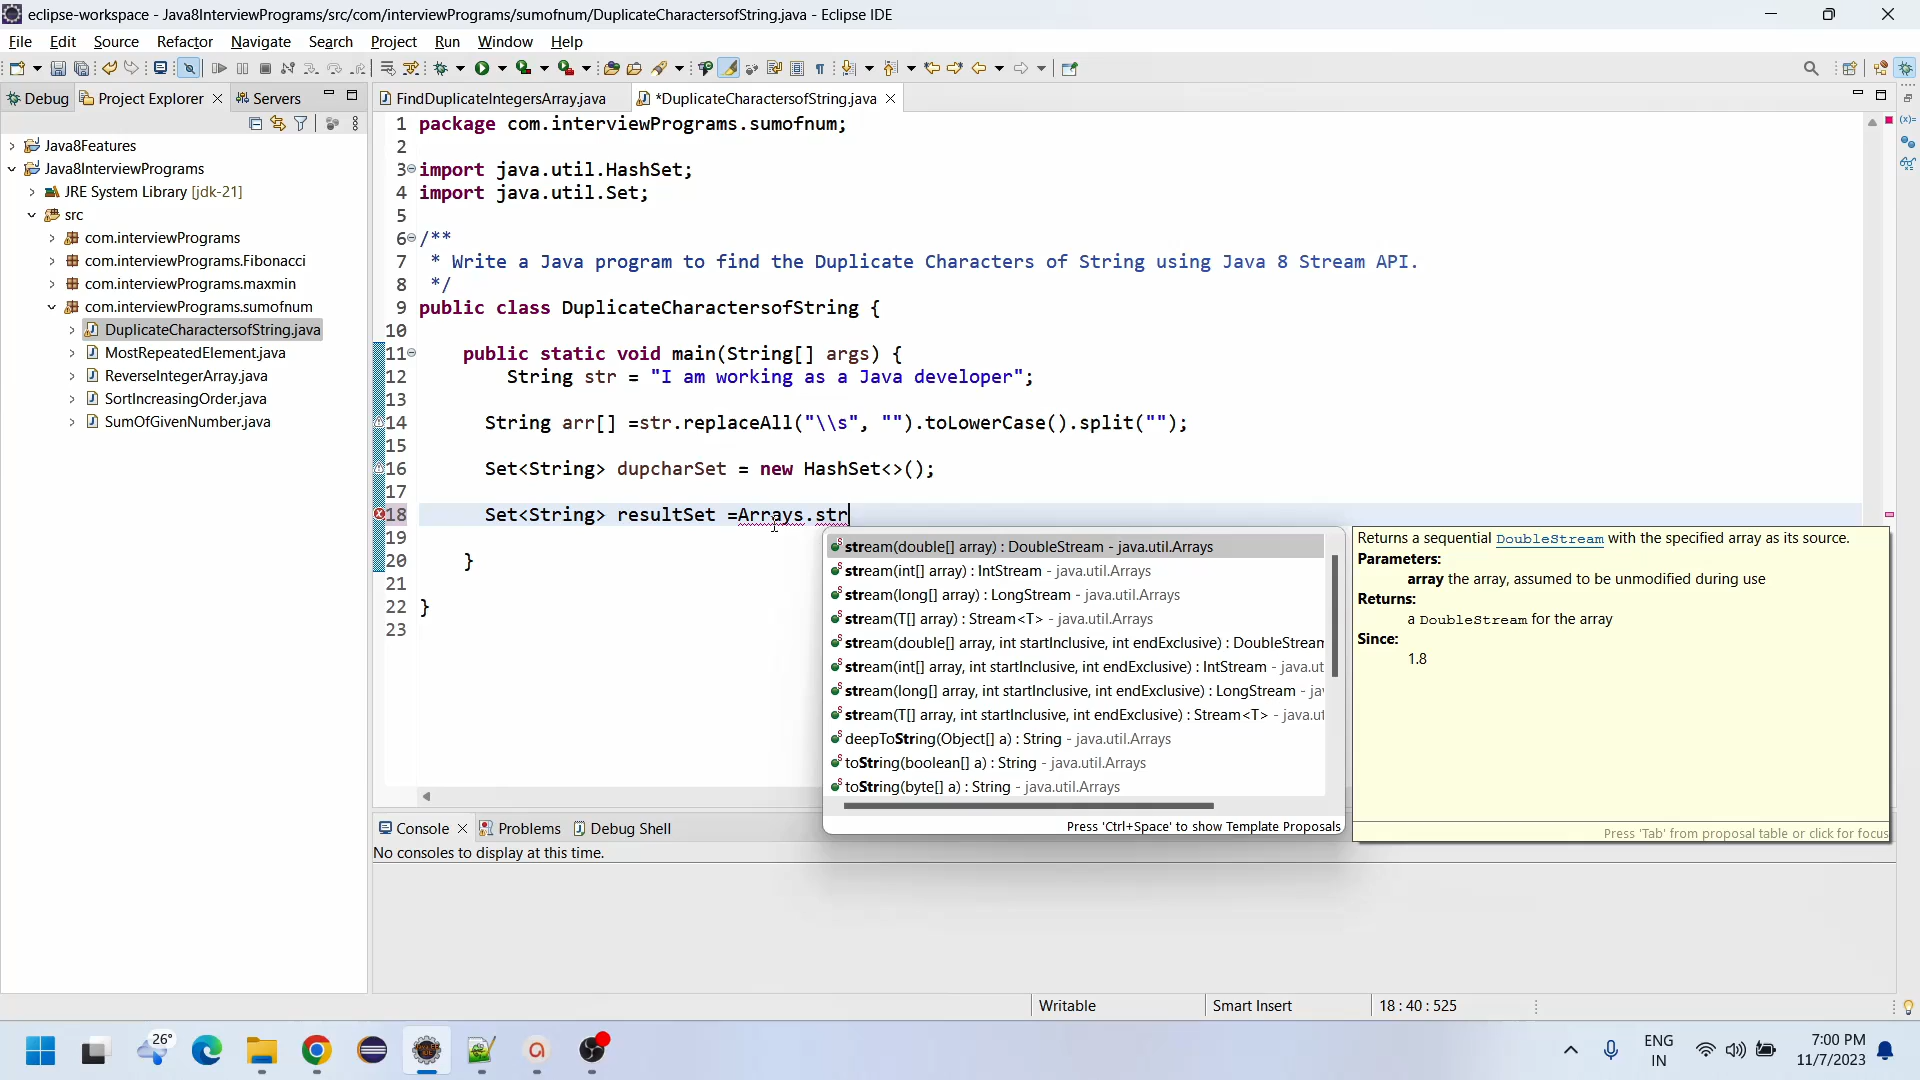 eclipse-workspace - Java8InterviewPrograms/src/com/interviewPrograms/sumofnum/DuplicateCharactersofString.java - Eclipse IDE
File Edit Source Refactor Navigate Search Project Run Window Help
Debug Project Explorer Servers
FindDuplicateIntegersArray.java *DuplicateCharactersofString.java
Java8Features
Java8InterviewPrograms
JRE System Library [jdk-21]
src
com.interviewPrograms
com.interviewPrograms.Fibonacci
com.interviewPrograms.maxmin
com.interviewPrograms.sumofnum
DuplicateCharactersofString.java
MostRepeatedElement.java
ReverseIntegerArray.java
SortIncreasingOrder.java
SumOfGivenNumber.java
1 package com.interviewPrograms.sumofnum;
2
3 import java.util.HashSet;
4 import java.util.Set;
5
6 /**
7 * Write a Java program to find the Duplicate Characters of String using Java 8 Stream API.
8 */
9 public class DuplicateCharactersofString {
10
11 public static void main(String[] args) {
12 String str = "I am working as a Java developer";
13
14 String arr[] =str.replaceAll("\\s", "").toLowerCase().split("");
15
16 Set<String> dupcharSet = new HashSet<>();
17
18 Set<String> resultSet =Arrays.str
19
20 }
21
22 }
23
stream(double[] array) : DoubleStream - java.util.Arrays
stream(int[] array) : IntStream - java.util.Arrays
stream(long[] array) : LongStream - java.util.Arrays
stream(T[] array) : Stream<T> - java.util.Arrays
stream(double[] array, int startInclusive, int endExclusive) : DoubleStream
stream(int[] array, int startInclusive, int endExclusive) : IntStream - java.ut
stream(long[] array, int startInclusive, int endExclusive) : LongStream - ja
stream(T[] array, int startInclusive, int endExclusive) : Stream<T> - java.ut
deepToString(Object[] a) : String - java.util.Arrays
toString(boolean[] a) : String - java.util.Arrays
toString(byte[] a) : String - java.util.Arrays
Press 'Ctrl+Space' to show Template Proposals
Returns a sequential DoubleStream with the specified array as its source.
Parameters:
array the array, assumed to be unmodified during use
Returns:
a DoubleStream for the array
Since:
1.8
Press 'Tab' from proposal table or click for focus
Console Problems Debug Shell
No consoles to display at this time.
Writable Smart Insert 18 : 40 : 525
26°
ENG
IN
7:00 PM
11/7/2023